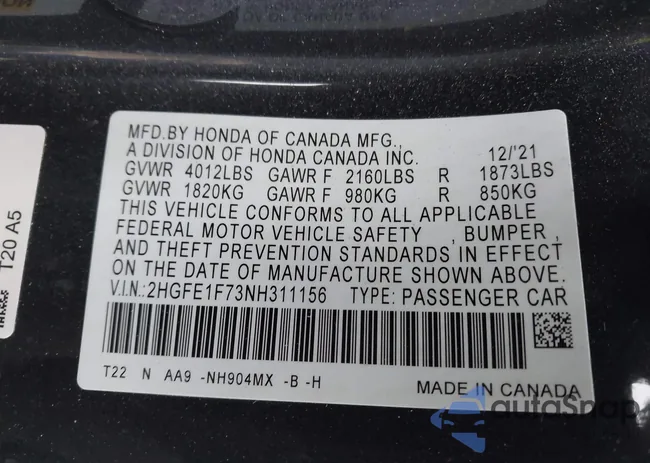 MFD.BY HONDA OF CANADA MFG.,
A DIVISION OF HONDA CANADA INC. 12/'21
GVWR 4012LBS GAWR F 2160LBS R 1873LBS
GVWR 1820KG GAWR F 980KG R 850KG
THIS VEHICLE CONFORMS TO ALL APPLICABLE
FEDERAL MOTOR VEHICLE SAFETY , BUMPER ,
AND THEFT PREVENTION STANDARDS IN EFFECT
ON THE DATE OF MANUFACTURE SHOWN ABOVE.
V.I.N.:2HGFE1F73NH311156 TYPE: PASSENGER CAR
T22 N AA9 -NH904MX -B -H MADE IN CANADA
T20 A5
autoSnap